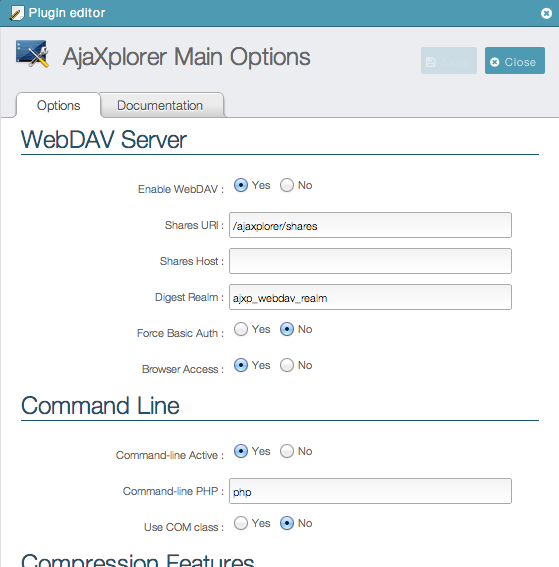 Plugin editor
AjaXplorer Main Options
Save
Close
Options
Documentation
WebDAV Server
Enable WebDAV : Yes No
Shares URI : /ajaxplorer/shares
Shares Host :
Digest Realm : ajxp_webdav_realm
Force Basic Auth : Yes No
Browser Access : Yes No
Command Line
Command-line Active : Yes No
Command-line PHP : php
Use COM class : Yes No
Compression Features